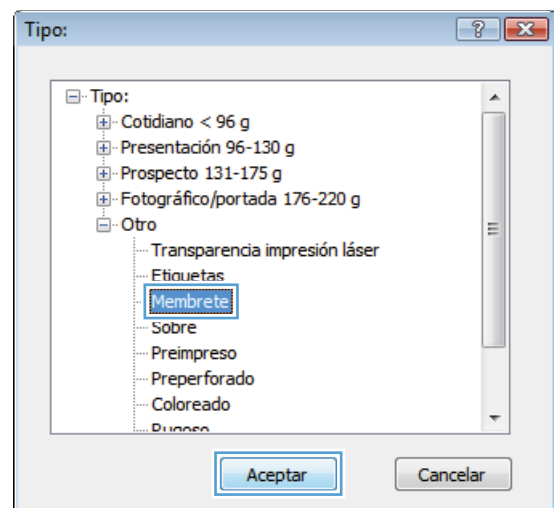 Tipo:
Tipo:
Cotidiano < 96 g
Presentación 96-130 g
Prospecto 131-175 g
Fotográfico/portada 176-220 g
Otro
Transparencia impresión láser
Etiquetas
Membrete
Sobre
Preimpreso
Preperforado
Coloreado
Rugoso
Aceptar Cancelar